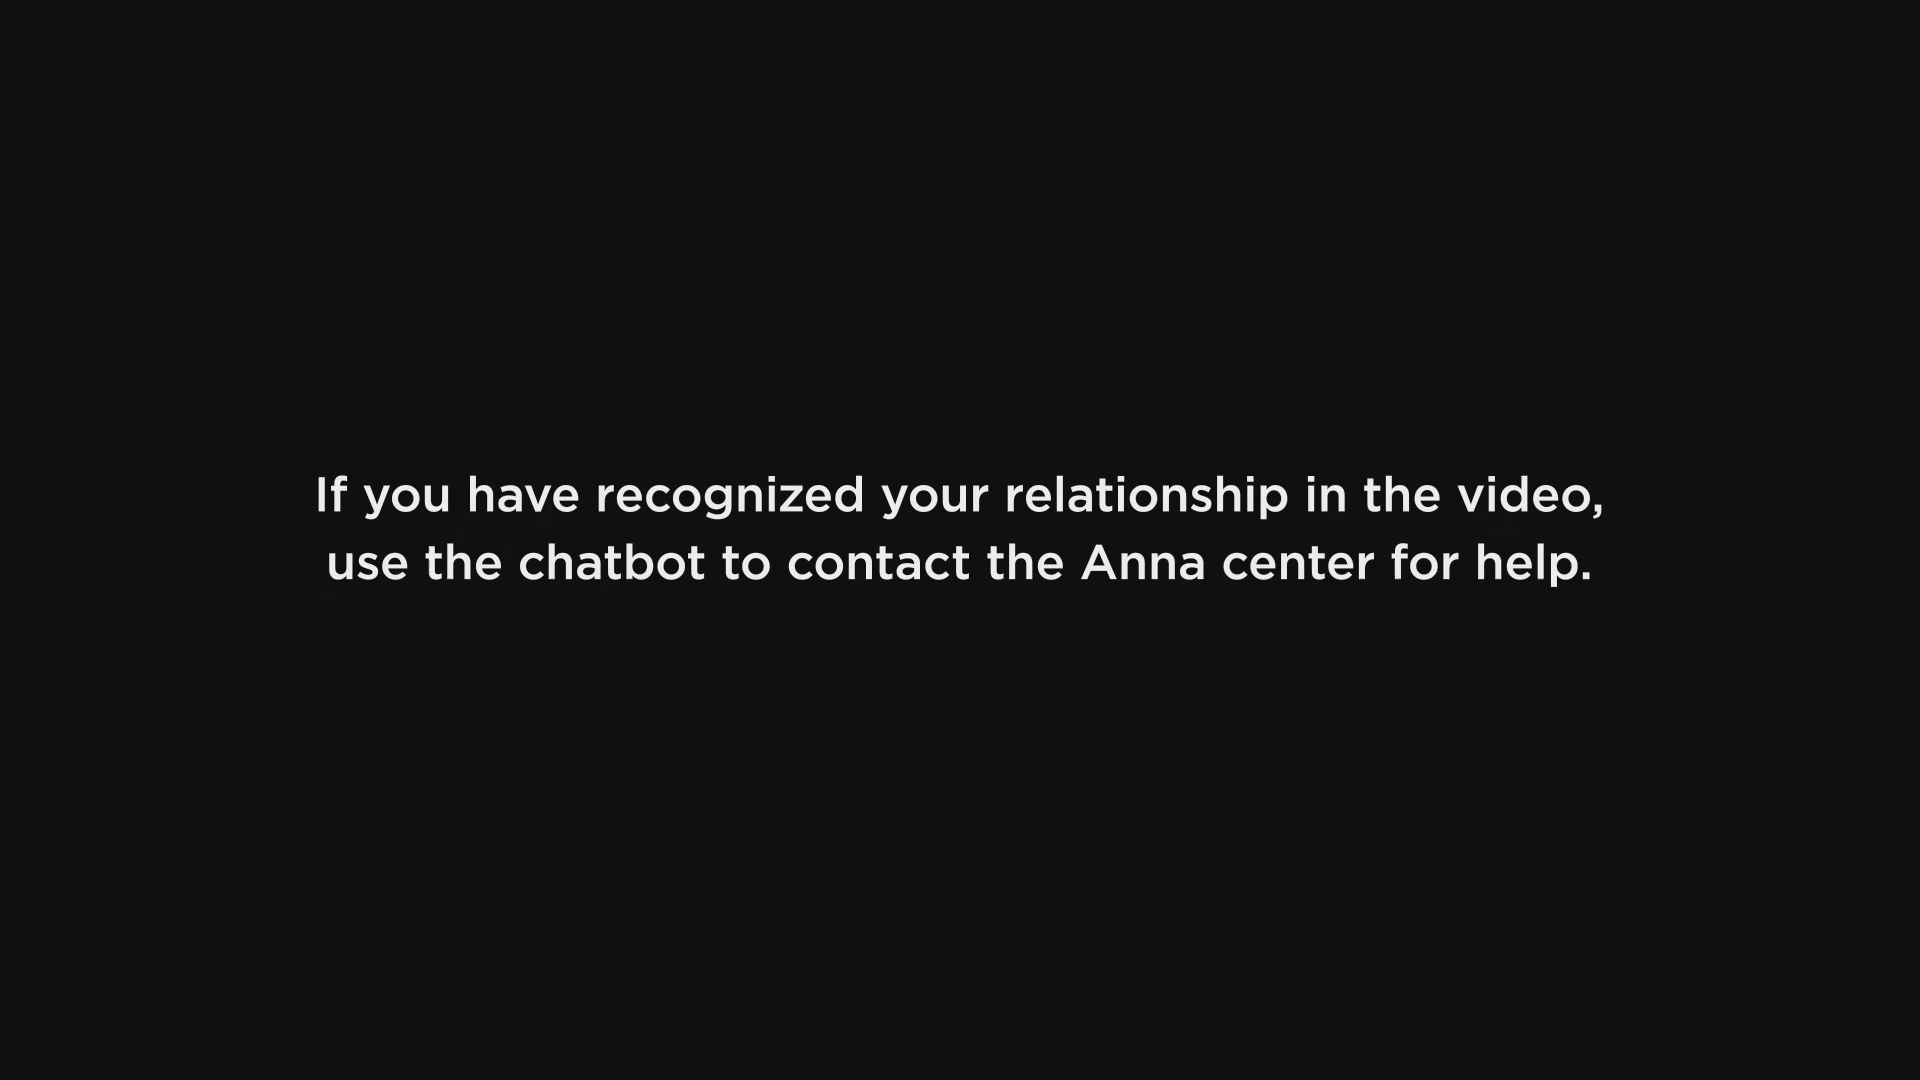 If you have recognized your relationship in the video,
use the chatbot to contact the Anna center for help.